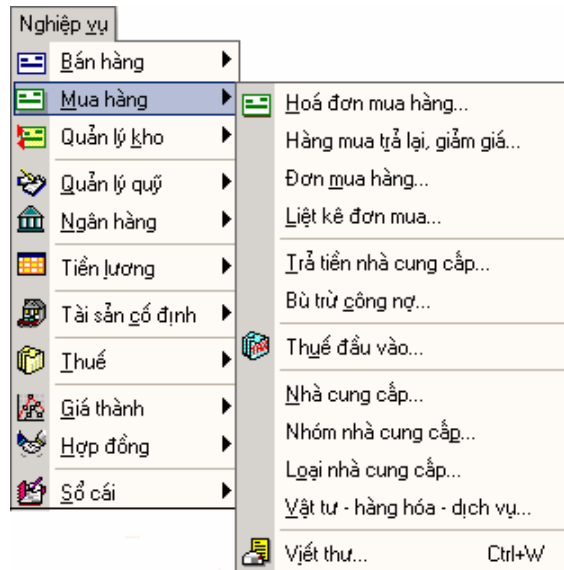 Nghiệp vụ
Bán hàng
Mua hàng
Quản lý kho
Quản lý quỹ
Ngân hàng
Tiền lương
Tài sản cố định
Thuế
Giá thành
Hợp đồng
Sổ cái
Hoá đơn mua hàng...
Hàng mua trả lại, giảm giá...
Đơn mua hàng...
Liệt kê đơn mua...
Trả tiền nhà cung cấp...
Bù trừ công nợ...
Thuế đầu vào...
Nhà cung cấp...
Nhóm nhà cung cấp...
Loại nhà cung cấp...
Vật tư - hàng hóa - dịch vụ...
Viết thư... Ctrl+W